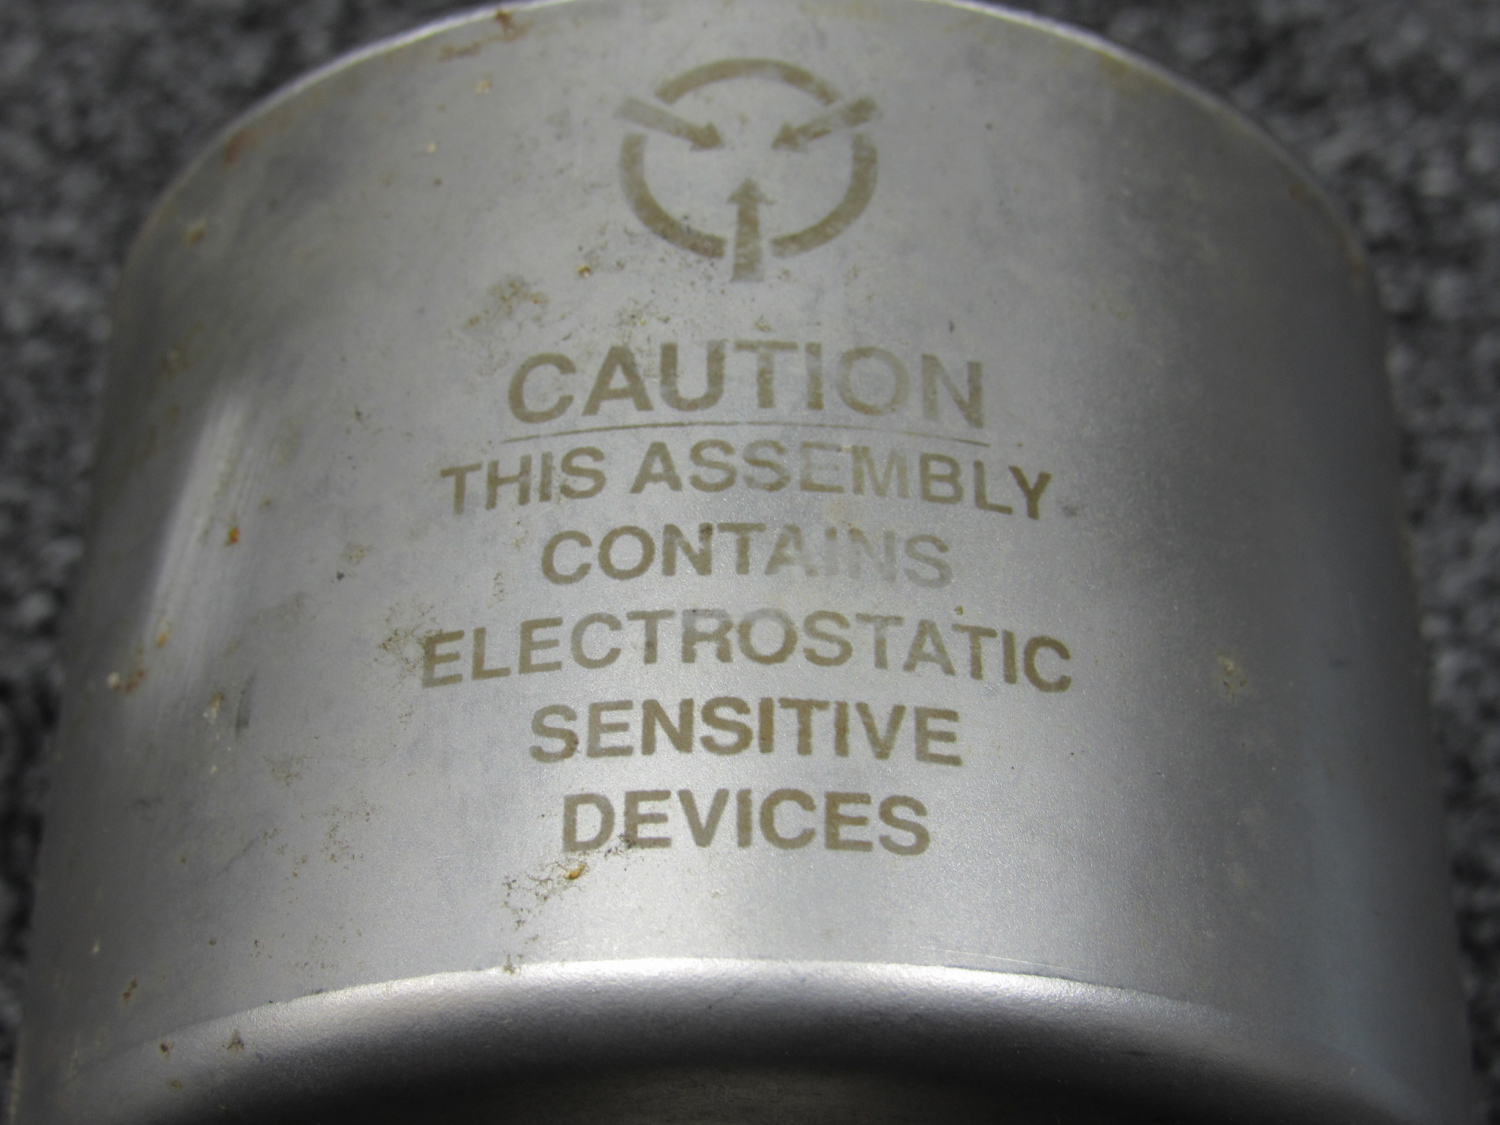 CAUTION
THIS ASSEMBLY
CONTAINS
ELECTROSTATIC
SENSITIVE
DEVICES